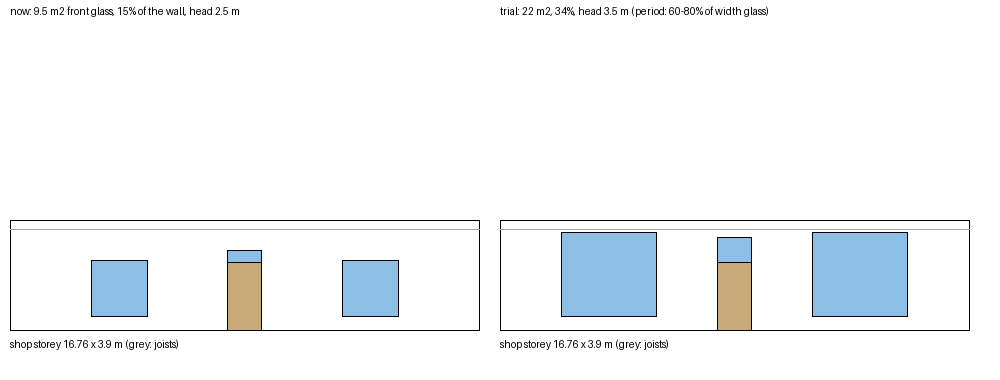 now: 9.5 m2 front glass, 15% of the wall, head 2.5 m
trial: 22 m2, 34%, head 3.5 m (period: 60-80% of width glass)
shop storey 16.76 x 3.9 m (grey: joists)
shop storey 16.76 x 3.9 m (grey: joists)